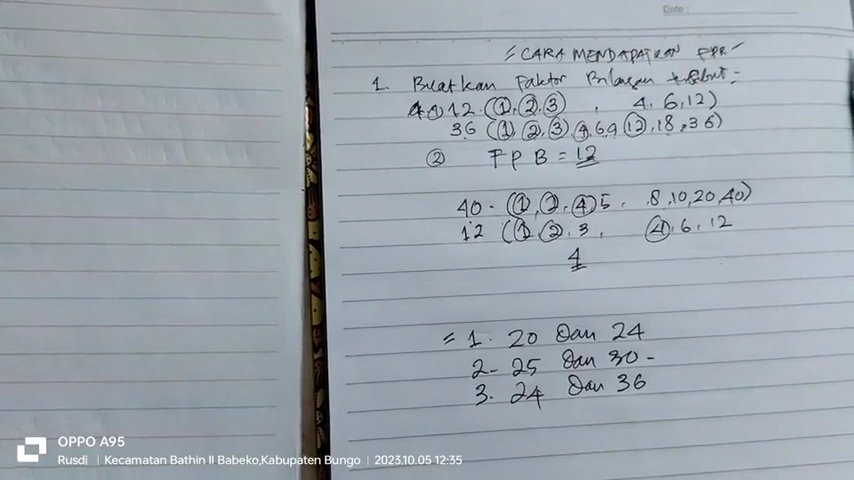 Date :
= CARA MENDAPATKAN FPB =
1. Buatkan Faktor Bilangan tersebut :
12. (1, 2, 3, 4, 6, 12)
36 (1, 2, 3, 9, 6 9 12, 18, 36)
② FPB = 12
40 - (1, 2, 4 5, 8, 10, 20, 40)
12 (1, 2, 3, 4, 6, 12
4
= 1. 20 Dan 24
2- 25 Dan 30 -
3. 24 Dan 36
OPPO A95
Rusdi | Kecamatan Bathin II Babeko,Kabupaten Bungo | 2023.10.05 12:35